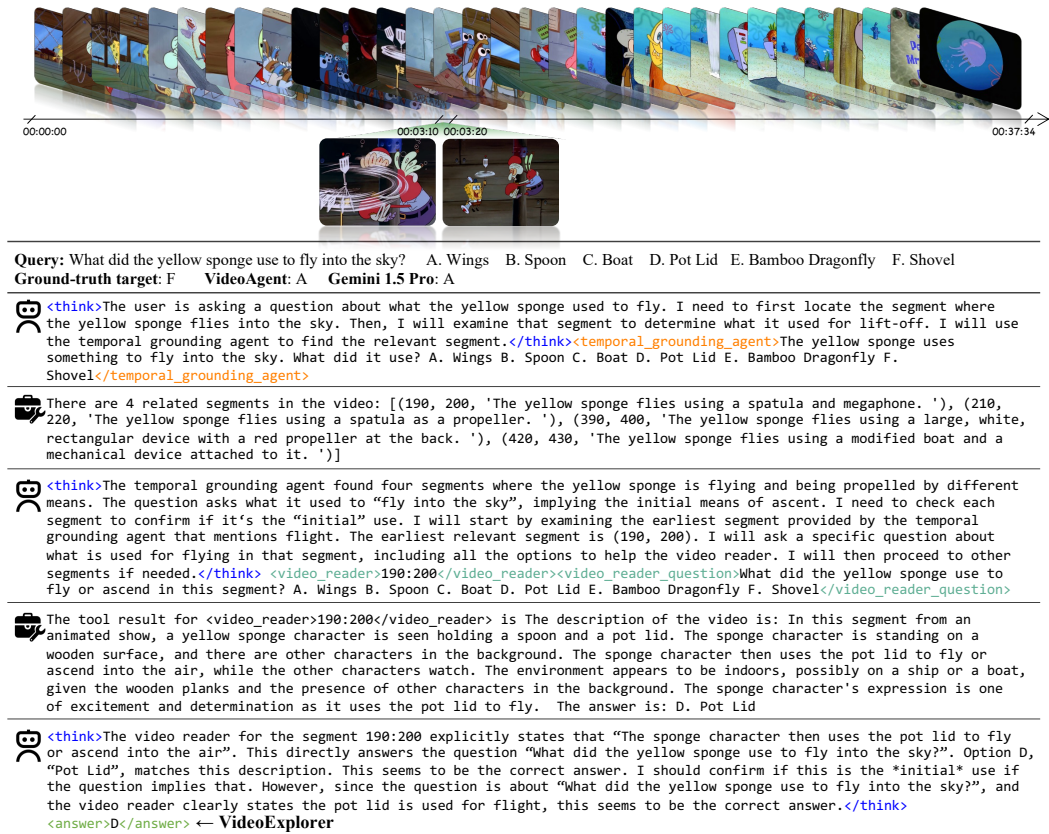 00:00:00
00:03:10
00:03:20
00:37:34
Query: What did the yellow sponge use to fly into the sky? A. Wings B. Spoon C. Boat D. Pot Lid E. Bamboo Dragonfly F. Shovel
Ground-truth target: F VideoAgent: A Gemini 1.5 Pro: A
<think>The user is asking a question about what the yellow sponge used to fly. I need to first locate the segment where
the yellow sponge flies into the sky. Then, I will examine that segment to determine what it used for lift-off. I will use
the temporal grounding agent to find the relevant segment.</think><temporal_grounding_agent>The yellow sponge uses
something to fly into the sky. What did it use? A. Wings B. Spoon C. Boat D. Pot Lid E. Bamboo Dragonfly F.
Shovel</temporal_grounding_agent>
There are 4 related segments in the video: [(190, 200, 'The yellow sponge flies using a spatula and megaphone. '), (210,
220, 'The yellow sponge flies using a spatula as a propeller. '), (390, 400, 'The yellow sponge flies using a large, white,
rectangular device with a red propeller at the back. '), (420, 430, 'The yellow sponge flies using a modified boat and a
mechanical device attached to it. ')]
<think>The temporal grounding agent found four segments where the yellow sponge is flying and being propelled by different
means. The question asks what it used to “fly into the sky”, implying the initial means of ascent. I need to check each
segment to confirm if it‘s the “initial” use. I will start by examining the earliest segment provided by the temporal
grounding agent that mentions flight. The earliest relevant segment is (190, 200). I will ask a specific question about
what is used for flying in that segment, including all the options to help the video reader. I will then proceed to other
segments if needed.</think> <video_reader>190:200</video_reader><video_reader_question>What did the yellow sponge use to
fly or ascend in this segment? A. Wings B. Spoon C. Boat D. Pot Lid E. Bamboo Dragonfly F. Shovel</video_reader_question>
The tool result for <video_reader>190:200</video_reader> is The description of the video is: In this segment from an
animated show, a yellow sponge character is seen holding a spoon and a pot lid. The sponge character is standing on a
wooden surface, and there are other characters in the background. The sponge character then uses the pot lid to fly or
ascend into the air, while the other characters watch. The environment appears to be indoors, possibly on a ship or a boat,
given the wooden planks and the presence of other characters in the background. The sponge character's expression is one
of excitement and determination as it uses the pot lid to fly. The answer is: D. Pot Lid
<think>The video reader for the segment 190:200 explicitly states that “The sponge character then uses the pot lid to fly
or ascend into the air”. This directly answers the question “What did the yellow sponge use to fly into the sky?”. Option D,
“Pot Lid”, matches this description. This seems to be the correct answer. I should confirm if this is the *initial* use if
the question implies that. However, since the question is about “What did the yellow sponge use to fly into the sky?”, and
the video reader clearly states the pot lid is used for flight, this seems to be the correct answer.</think>
<answer>D</answer> ← VideoExplorer